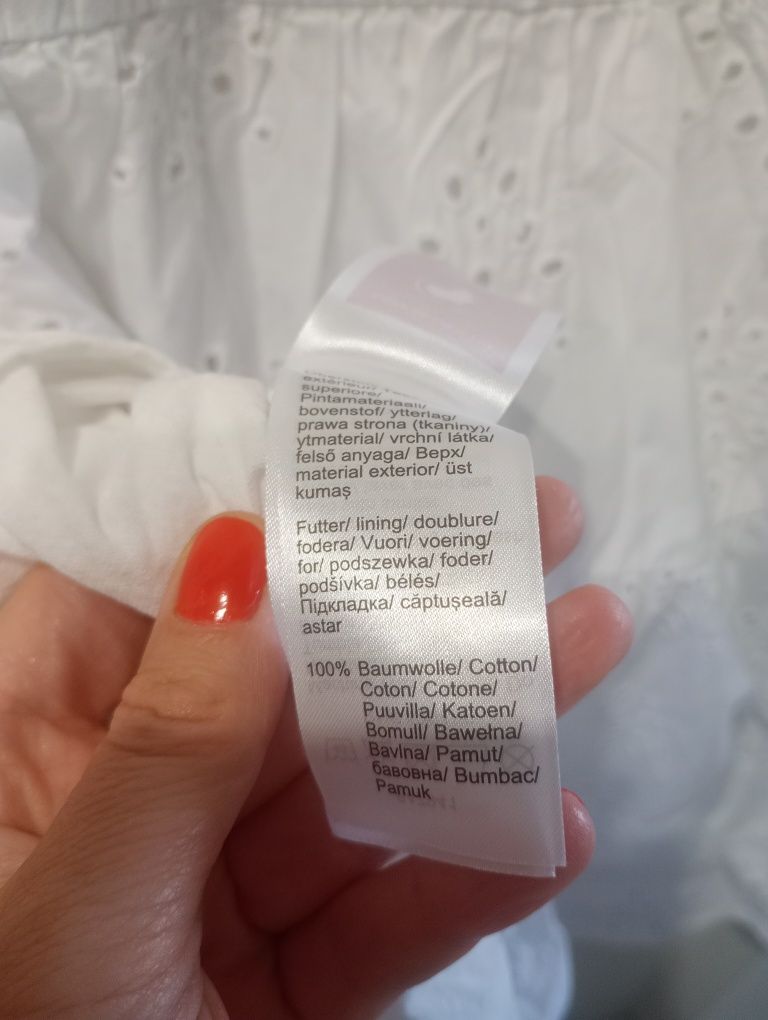 superiore/
Pintamateriaali/
bovenstof/ ytterlag/
prawa strona (tkaniny)/
ytmaterial/ vrchní látka/
felső anyaga/ Верх/
material exterior/ üst
kumaş
Futter/ lining/ doublure/
fodera/ Vuori/ voering/
for/ podszewka/ foder/
podšívka/ bélés/
Підкладка/ căptușeală/
astar
100% Baumwolle/ Cotton/
Coton/ Cotone/
Puuvilla/ Katoen/
Bomull/ Bawełna/
Bavlna/ Pamut/
бавовна/ Bumbac/
Pamuk